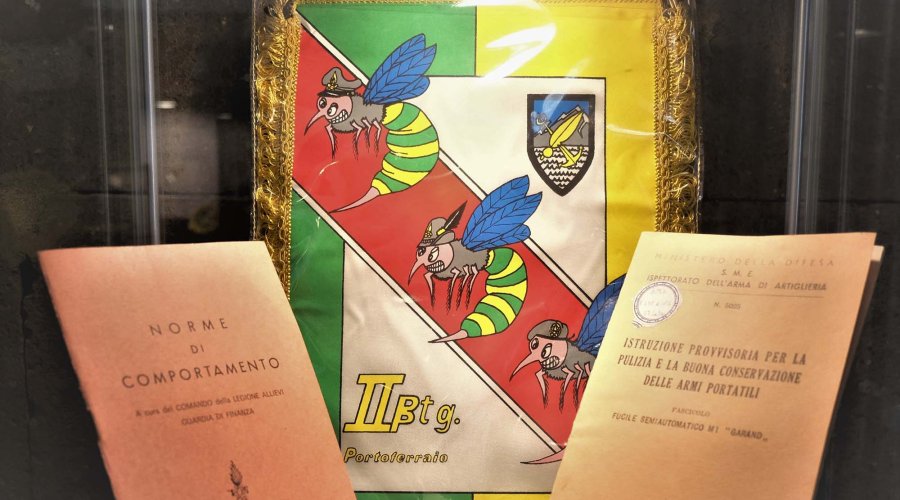 NORME
DI
COMPORTAMENTO
A cura del COMANDO della LEGIONE ALLIEVI
GUARDIA DI FINANZA
II Btg.
Portoferraio
MINISTERO DELLA DIFESA
S. M. E.
ISPETTORATO DELL'ARMA DI ARTIGLIERIA
N. 6005
ISTRUZIONE PROVVISORIA PER LA
PULIZIA E LA BUONA CONSERVAZIONE
DELLE ARMI PORTATILI
FASCICOLO
FUCILE SEMIAUTOMATICO M1 "GARAND"